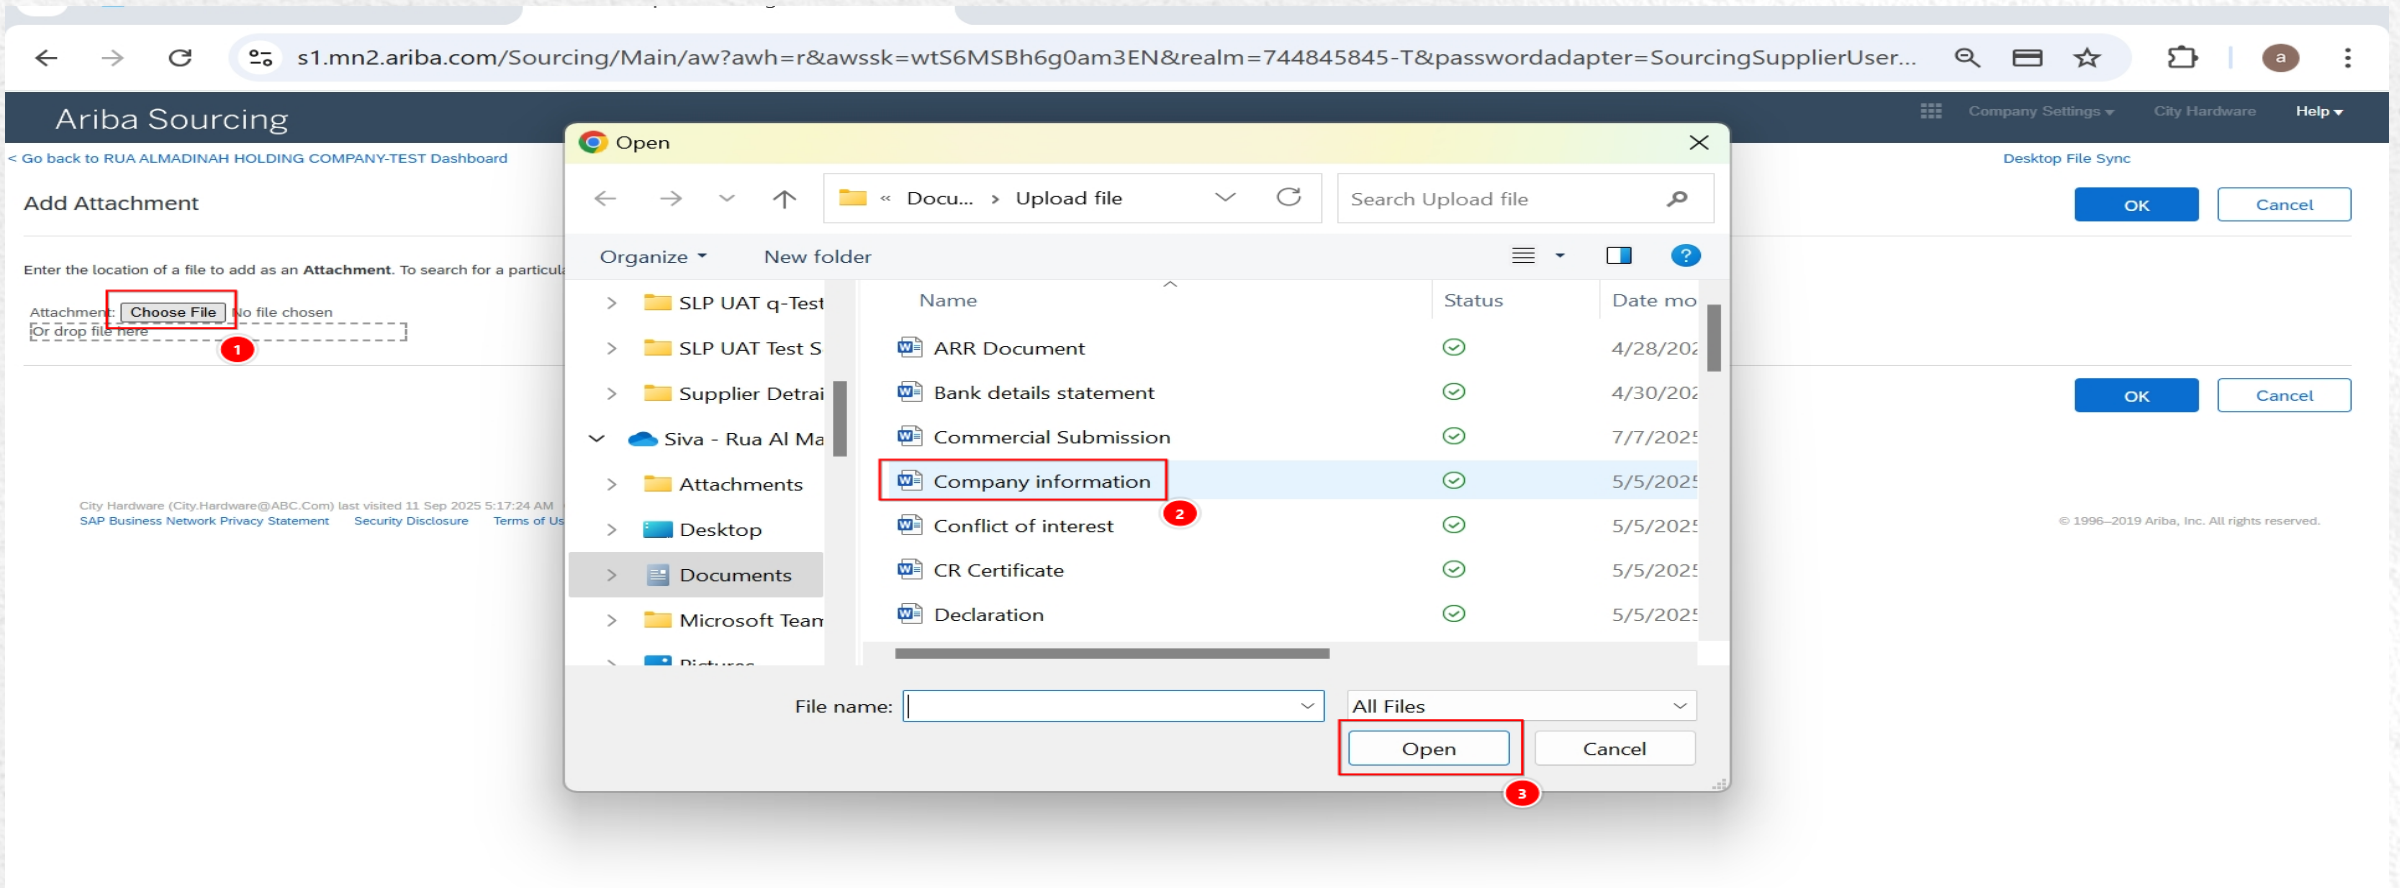 s1.mn2.ariba.com/Sourcing/Main/aw?awh=r&awssk=wtS6MSBh6g0am3EN&realm=744845845-T&passwordadapter=SourcingSupplierUser...
a
Ariba Sourcing
Company Settings
City Hardware
Help
< Go back to RUA ALMADINAH HOLDING COMPANY-TEST Dashboard
Desktop File Sync
Add Attachment
OK
Cancel
Enter the location of a file to add as an Attachment. To search for a particul
Attachment: Choose File No file chosen
Or drop file here
1
OK
Cancel
City Hardware (City.Hardware@ABC.Com) last visited 11 Sep 2025 5:17:24 AM
SAP Business Network Privacy Statement Security Disclosure Terms of Us
© 1996–2019 Ariba, Inc. All rights reserved.
Open
« Docu... > Upload file
Search Upload file
Organize
New folder
?
SLP UAT q-Test
SLP UAT Test S
Supplier Detrai
Siva - Rua Al Ma
Attachments
Desktop
Documents
Microsoft Team
Pictures
Name Status Date mo
ARR Document 4/28/202
Bank details statement 4/30/202
Commercial Submission 7/7/2025
Company information 5/5/2025
2
Conflict of interest 5/5/2025
CR Certificate 5/5/2025
Declaration 5/5/2025
File name:
All Files
Open
Cancel
3